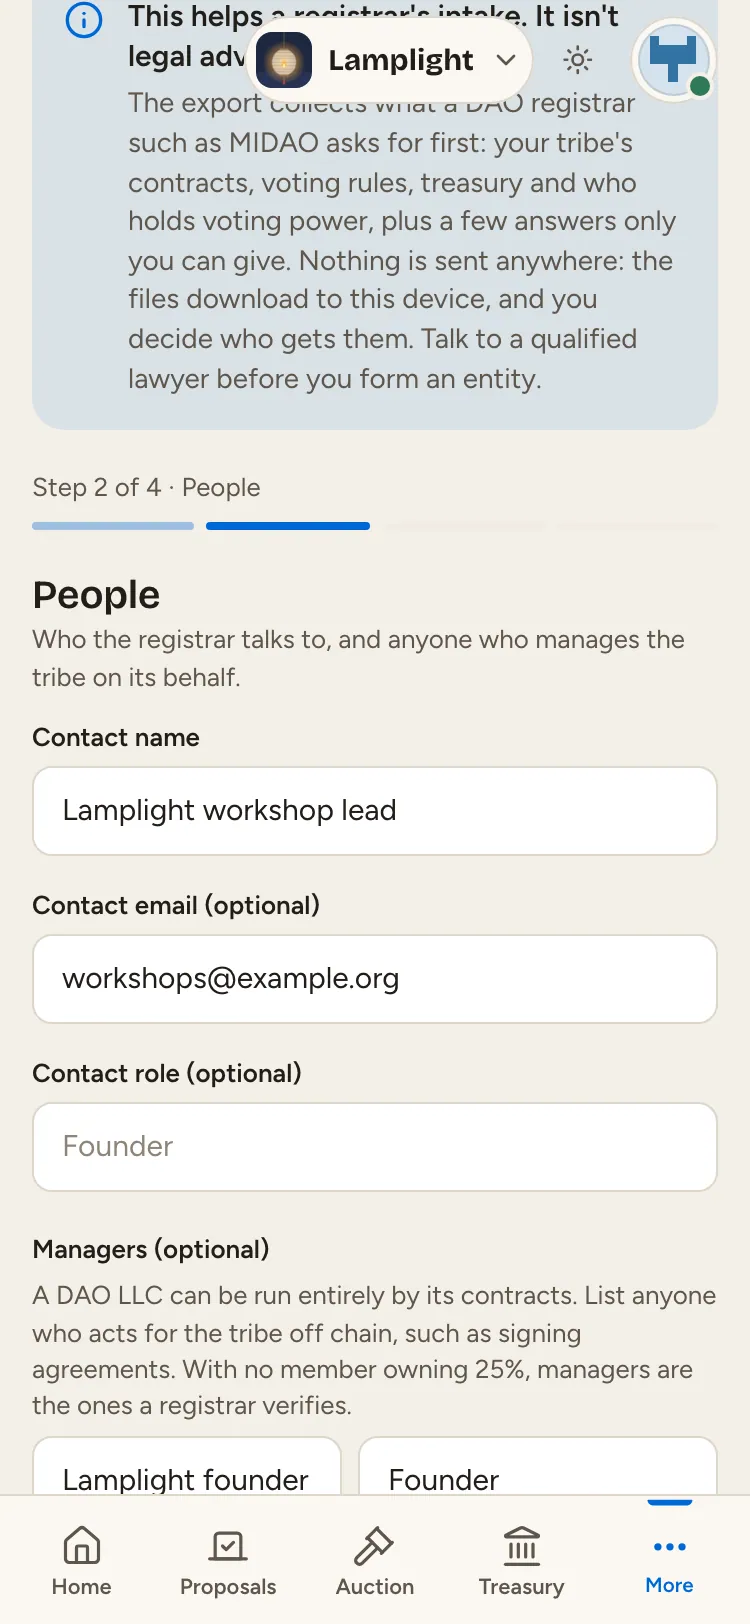 This helps a registrar's intake. It isn't
legal adv
Lamplight
The export collects what a DAO registrar
such as MIDAO asks for first: your tribe's
contracts, voting rules, treasury and who
holds voting power, plus a few answers only
you can give. Nothing is sent anywhere: the
files download to this device, and you
decide who gets them. Talk to a qualified
lawyer before you form an entity.
Step 2 of 4 · People
People
Who the registrar talks to, and anyone who manages the
tribe on its behalf.
Contact name
Lamplight workshop lead
Contact email (optional)
workshops@example.org
Contact role (optional)
Founder
Managers (optional)
A DAO LLC can be run entirely by its contracts. List anyone
who acts for the tribe off chain, such as signing
agreements. With no member owning 25%, managers are
the ones a registrar verifies.
Lamplight founder
Founder
Home
Proposals
Auction
Treasury
More